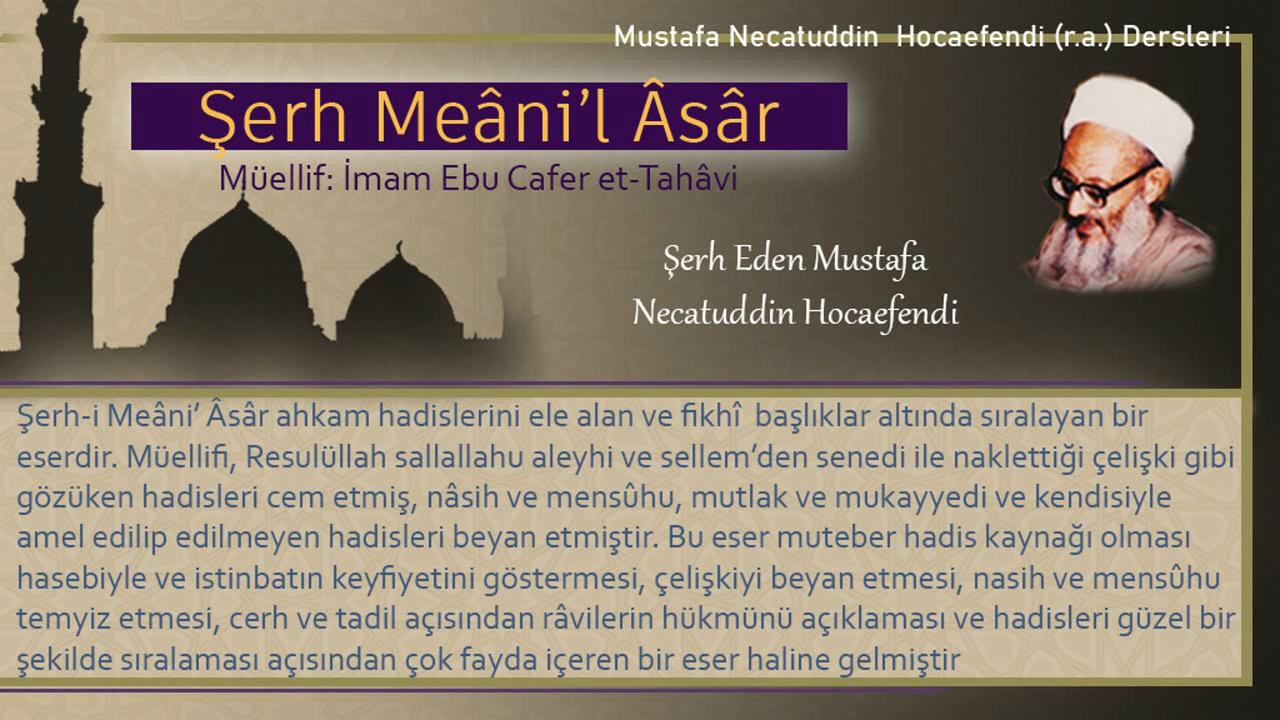 Mustafa Necatuddin Hocaefendi (r.a.) Dersleri
Şerh Meâni’l Âsâr
Müellif: İmam Ebu Cafer et-Tahâvi
Şerh Eden Mustafa
Necatuddin Hocaefendi
Şerh-i Meâni’ Âsâr ahkam hadislerini ele alan ve fikhî başlıklar altında sıralayan bir
eserdir. Müellifi, Resulüllah sallallahu aleyhi ve sellem’den senedi ile naklettiği çelişki gibi
gözüken hadisleri cem etmiş, nâsih ve mensûhu, mutlak ve mukayyedi ve kendisiyle
amel edilip edilmeyen hadisleri beyan etmiştir. Bu eser muteber hadis kaynağı olması
hasebiyle ve istinbatın keyfiyetini göstermesi, çelişkiyi beyan etmesi, nasih ve mensûhu
temyiz etmesi, cerh ve tadil açısından râvilerin hükmünü açıklaması ve hadisleri güzel bir
şekilde sıralaması açısından çok fayda içeren bir eser haline gelmiştir